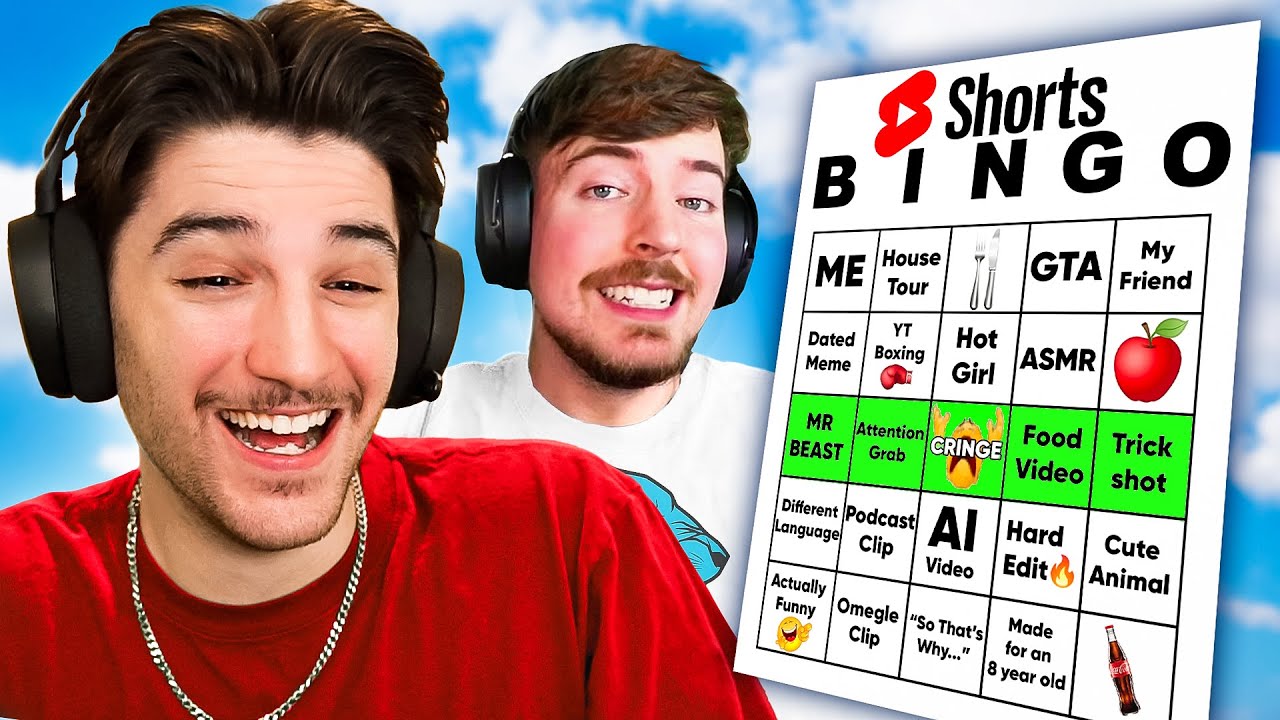 Shorts
BINGO
ME
House
Tour
GTA
My
Friend
Dated
Meme
YT
Boxing
Hot
Girl
ASMR
MR
BEAST
Attention
Grab
CRINGE
Food
Video
Trick
shot
Different
Language
Podcast
Clip
AI
Video
Hard
Edit
Cute
Animal
Actually
Funny
Omegle
Clip
“So That's
Why...”
Made
for an
8 year old
Coca-Cola